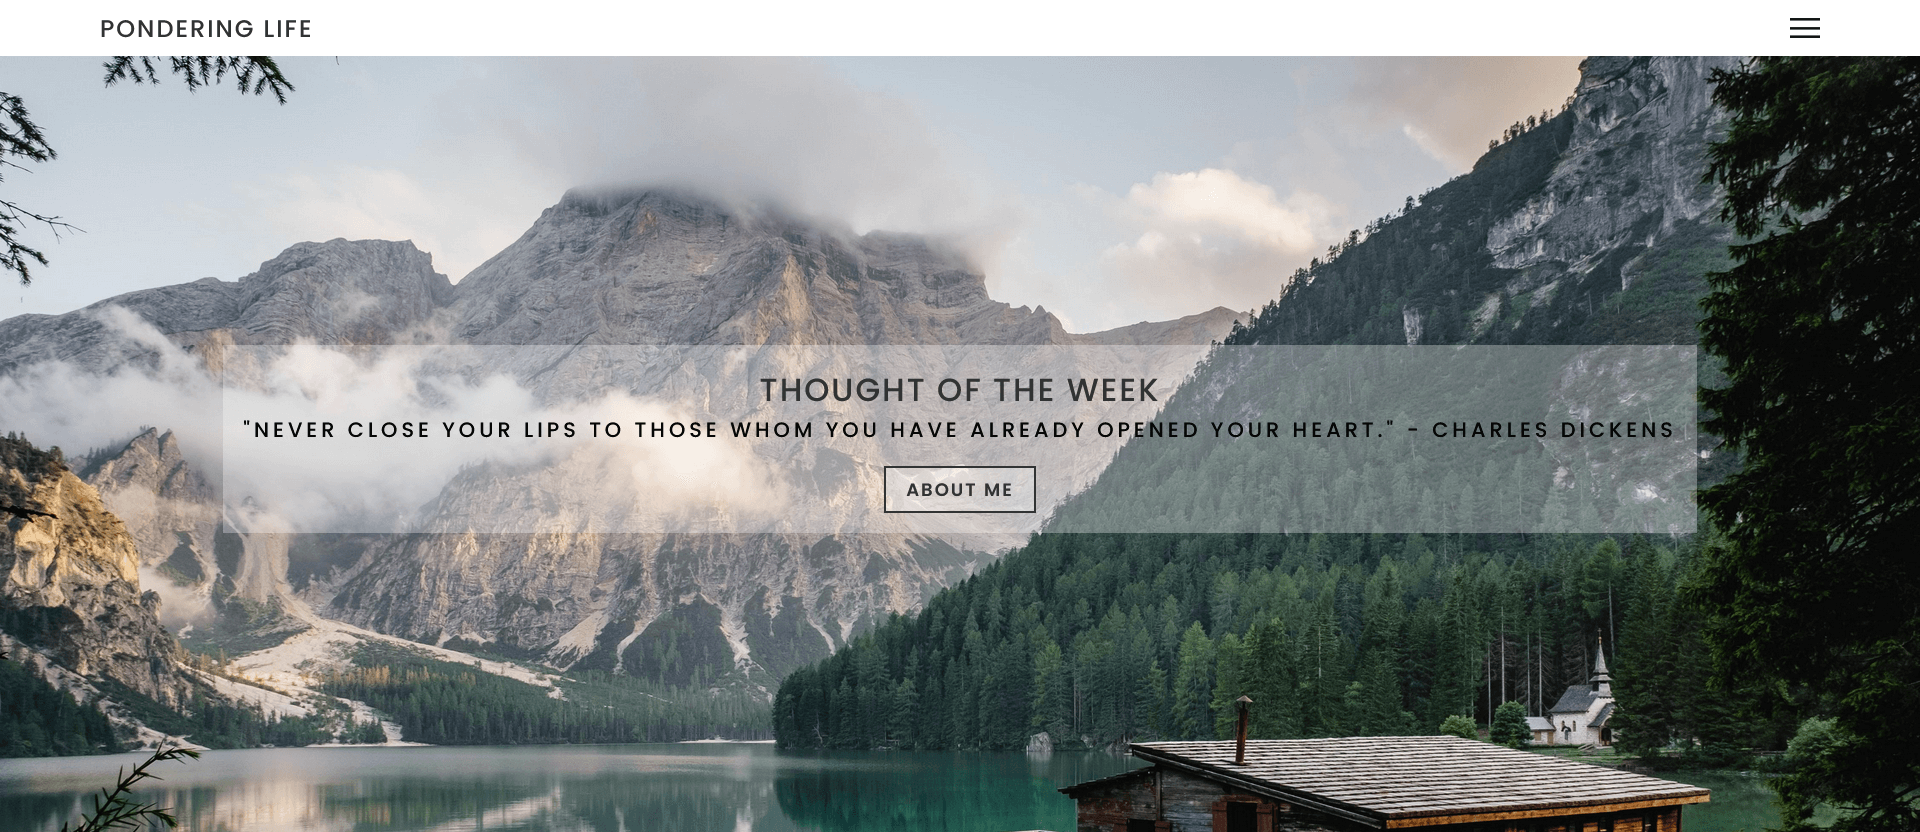 PONDERING LIFE
THOUGHT OF THE WEEK
"NEVER CLOSE YOUR LIPS TO THOSE WHOM YOU HAVE ALREADY OPENED YOUR HEART." - CHARLES DICKENS
ABOUT ME